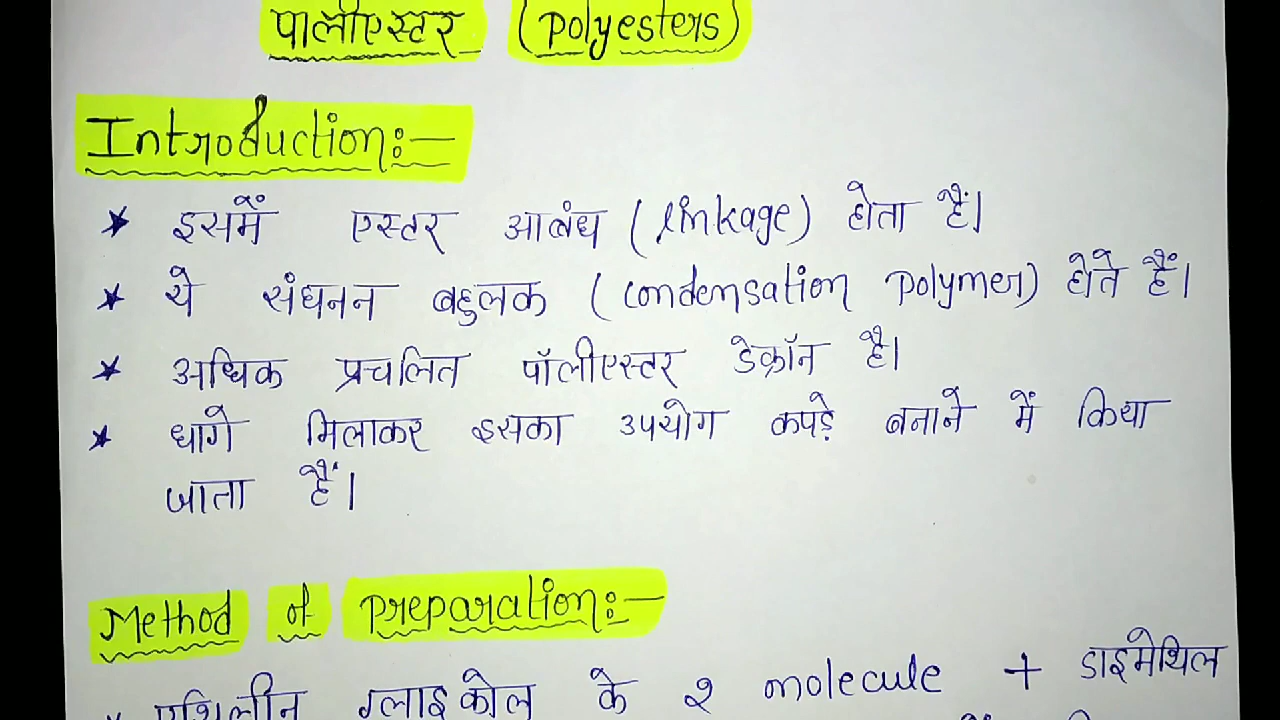 पॉलीएस्टर (Polyesters)
Introduction:—
* इसमें एस्टर आबंध (linkage) होता हैं।
* ये संघनन बहुलक (condensation polymer) होते हैं।
* अधिक प्रचलित पॉलीएस्टर डेक्रॉन है।
* धागे मिलाकर इसका उपयोग कपड़े बनाने में किया
जाता हैं।
Method of Preparation:—
* एथिलीन ग्लाइकोल के 2 molecule + डाइमेथिल